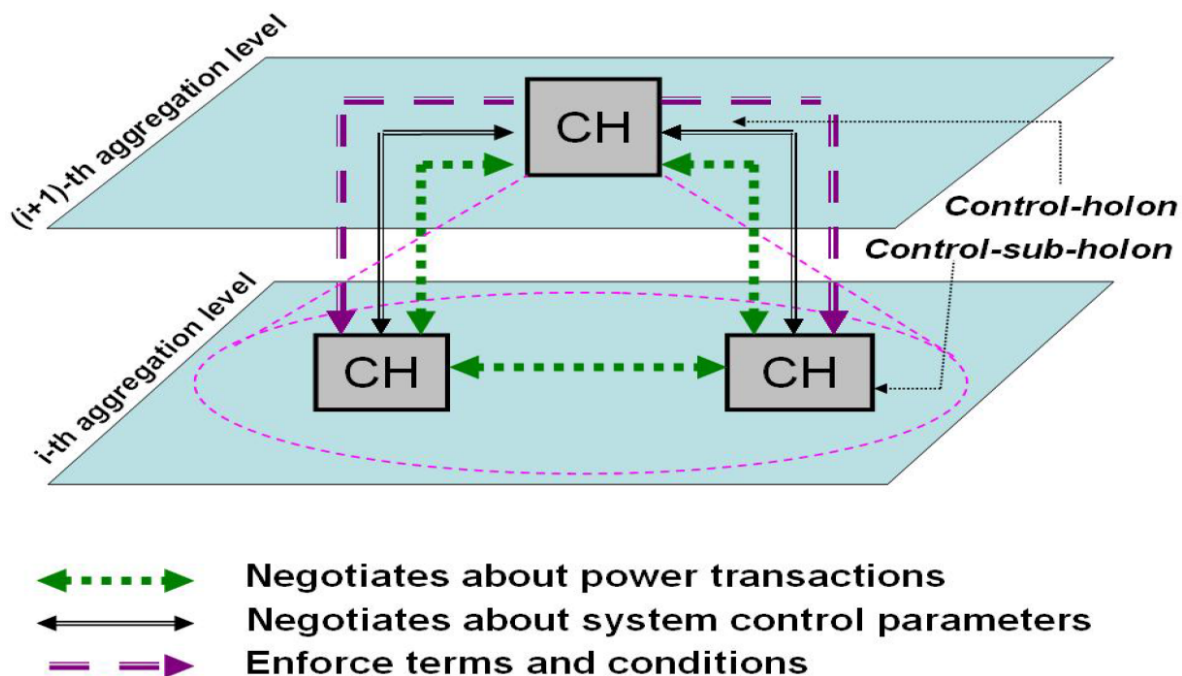 (i+1)-th aggregation level
CH
Control-holon
Control-sub-holon
i-th aggregation level
CH
CH
Negotiates about power transactions
Negotiates about system control parameters
Enforce terms and conditions